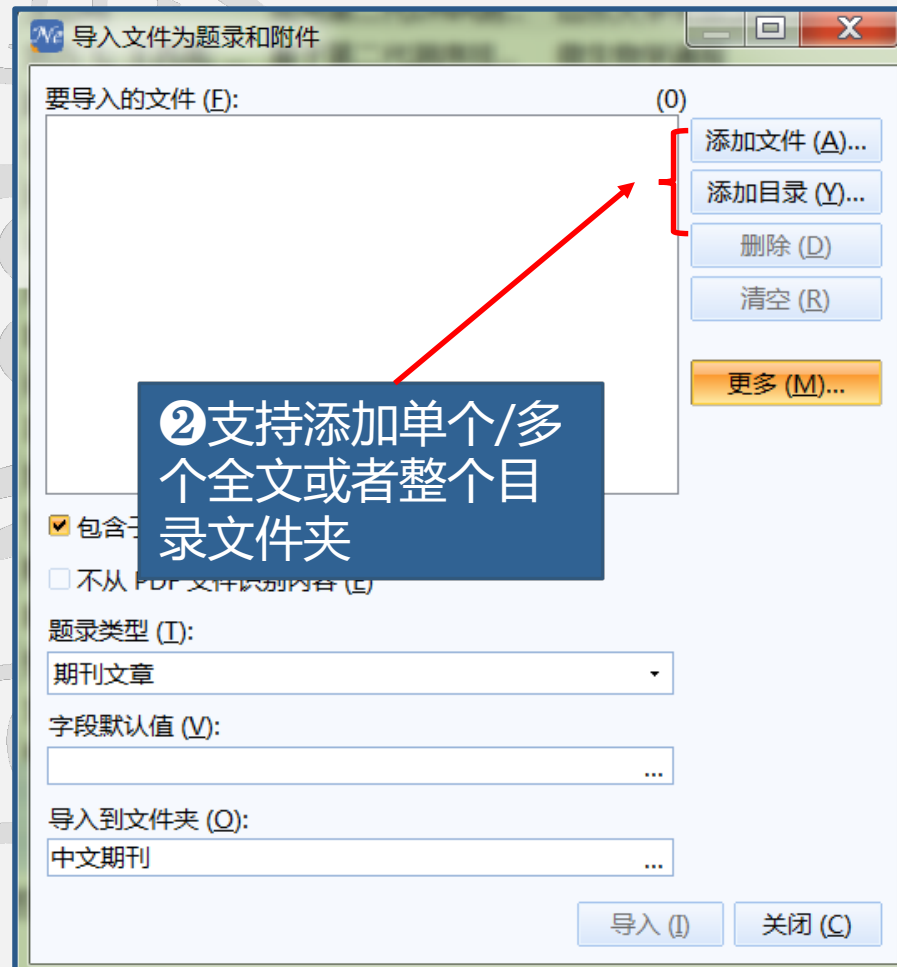 导入文件为题录和附件
要导入的文件 (F):
(0)
添加文件 (A)...
添加目录 (Y)...
删除 (D)
清空 (R)
更多 (M)...
❷支持添加单个/多
个全文或者整个目
录文件夹
包含
不从 PDF 文件识别内容 (E)
题录类型 (T):
期刊文章
字段默认值 (V):
...
导入到文件夹 (O):
中文期刊
...
导入 (I)
关闭 (C)